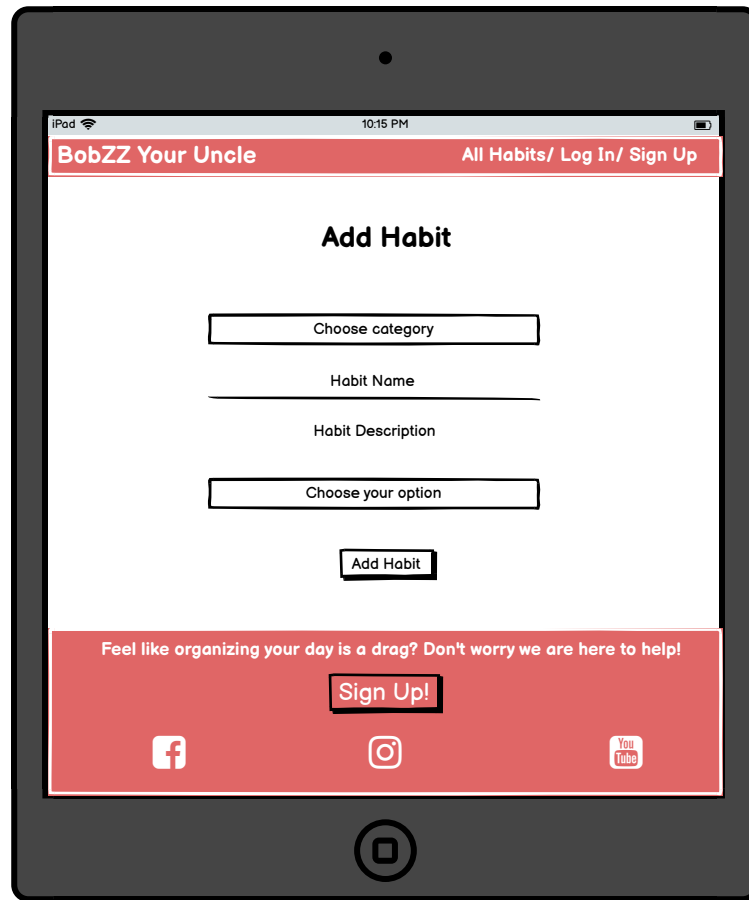 iPad 10:15 PM
BobZZ Your Uncle All Habits/ Log In/ Sign Up
Add Habit
Choose category
Habit Name
Habit Description
Choose your option
Add Habit
Feel like organizing your day is a drag? Don't worry we are here to help!
Sign Up!
You
Tube